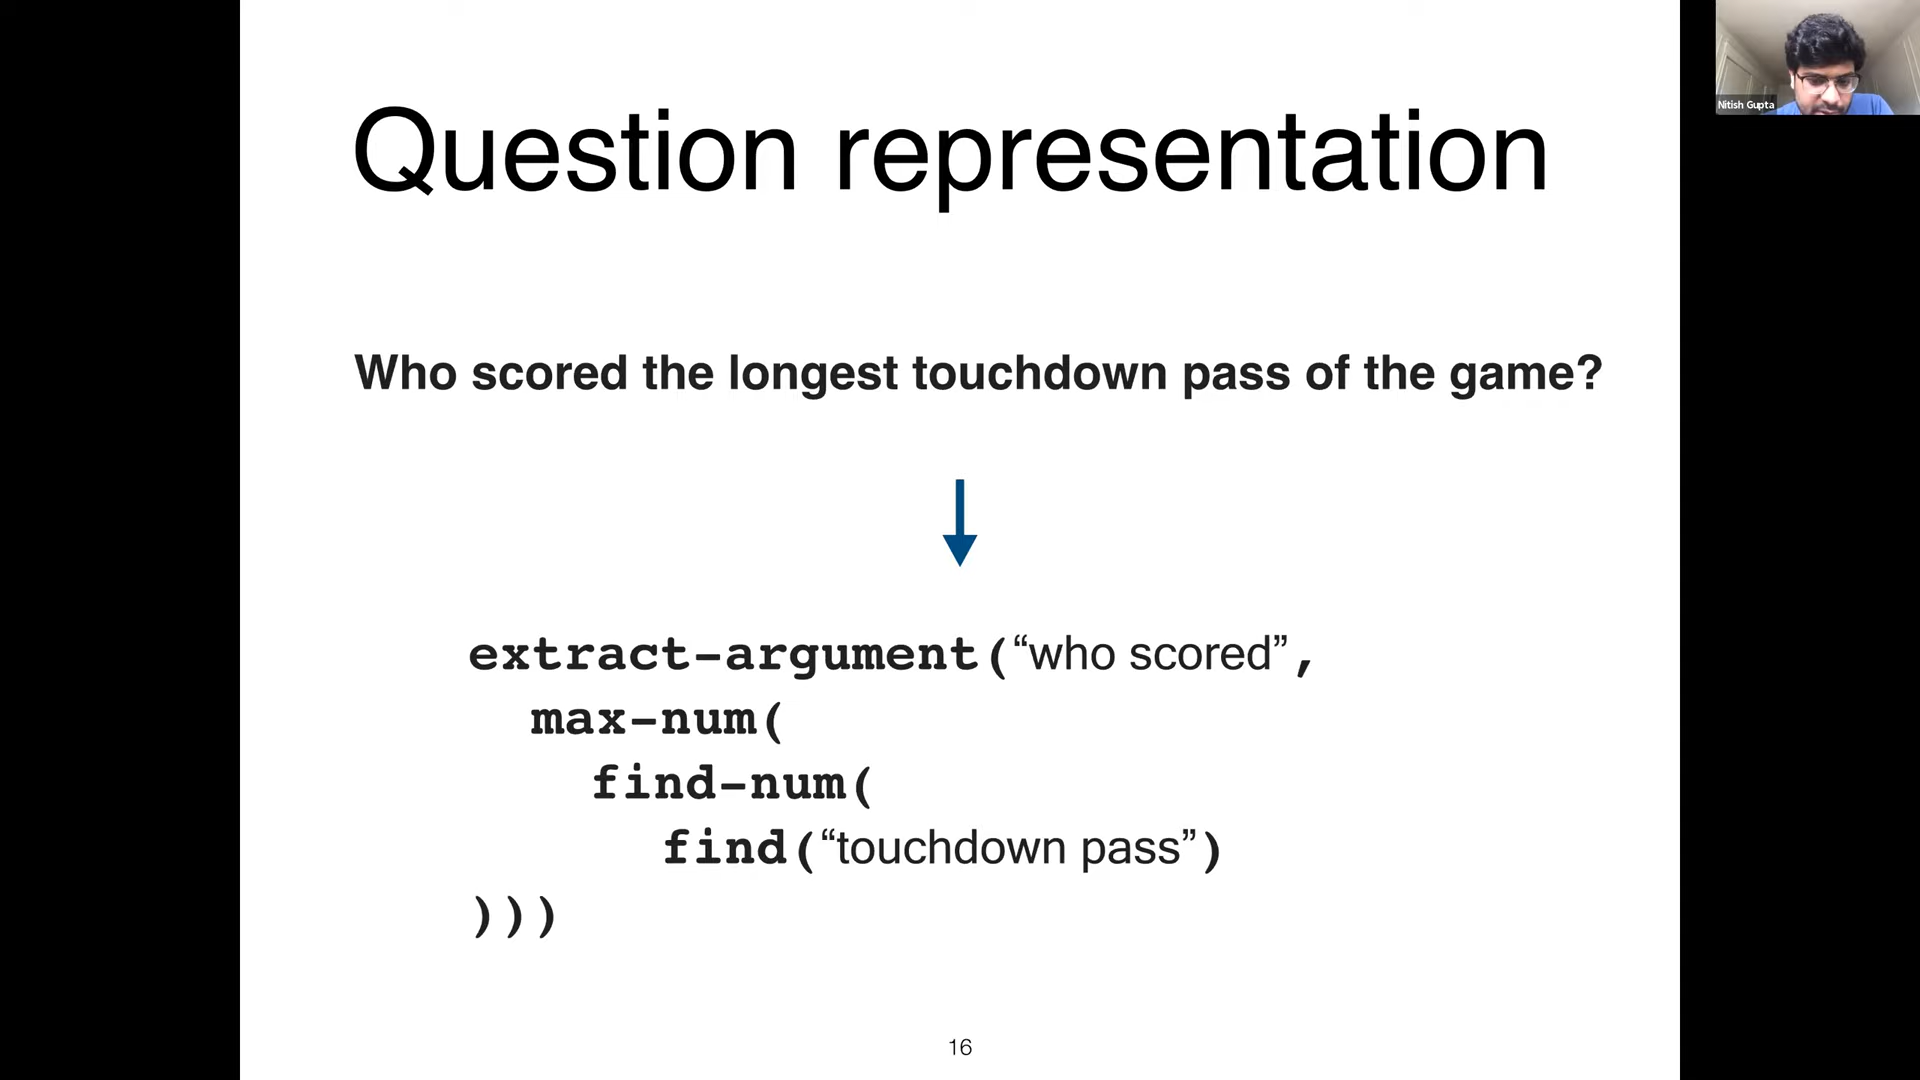 Question representation
Nitish Gupta
Who scored the longest touchdown pass of the game?
extract-argument(“who scored”,
max-num(
find-num(
find(“touchdown pass”)
)))
16